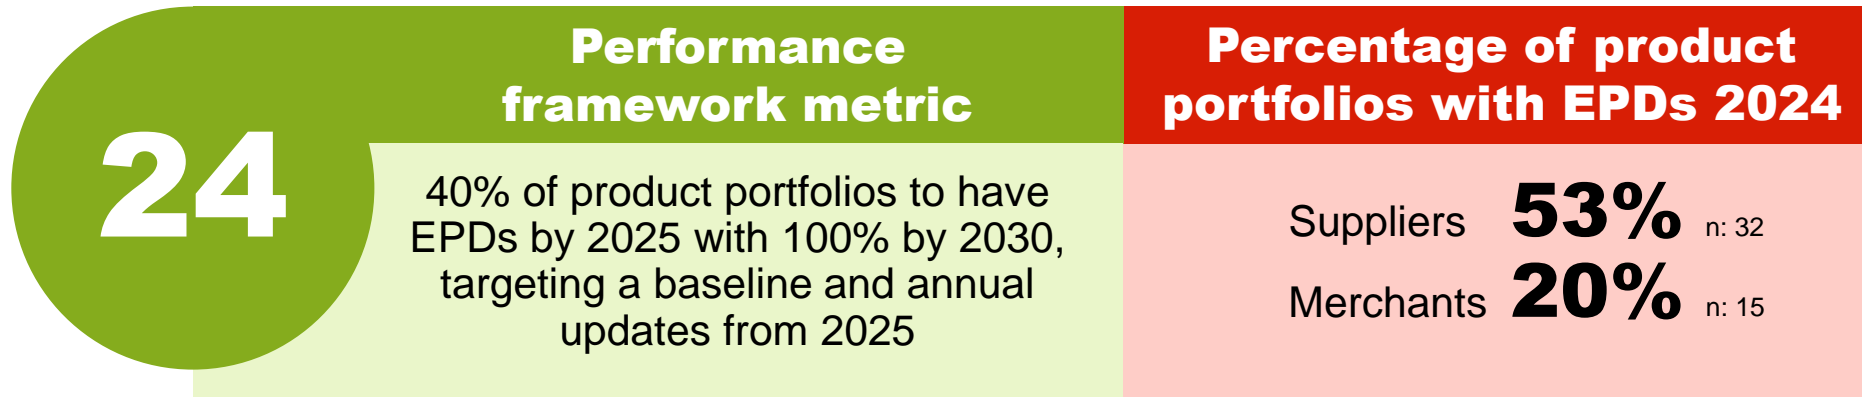 24
Performance
framework metric
40% of product portfolios to have
EPDs by 2025 with 100% by 2030,
targeting a baseline and annual
updates from 2025
Percentage of product
portfolios with EPDs 2024
Suppliers 53% n: 32
Merchants 20% n: 15